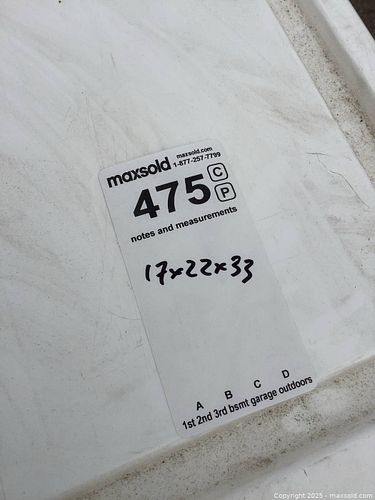 maxsold maxsold.com
1-877-257-7799
475 C
P
notes and measurements
17x22x33
A B C D
1st 2nd 3rd bsmt garage outdoors
Copyright 2025 - maxsold.com